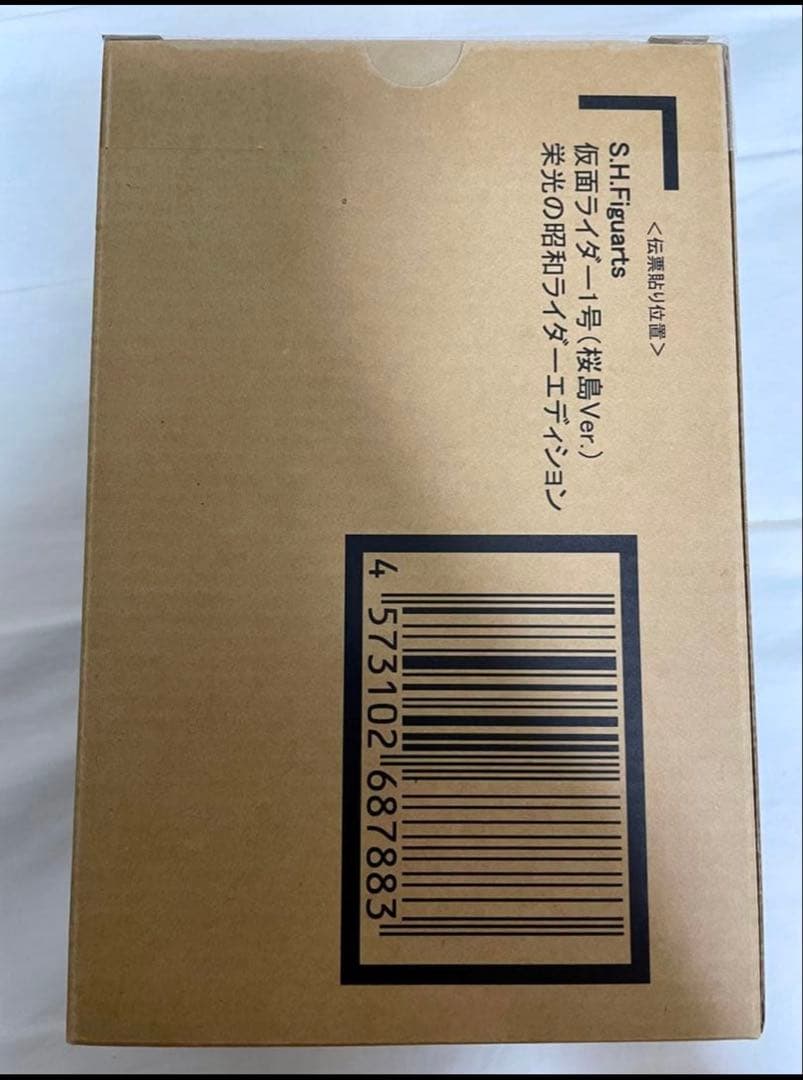 <伝票貼り位置>
S.H.Figuarts
仮面ライダー1号(桜島Ver.)
栄光の昭和ライダーエディション
4 573102 687883